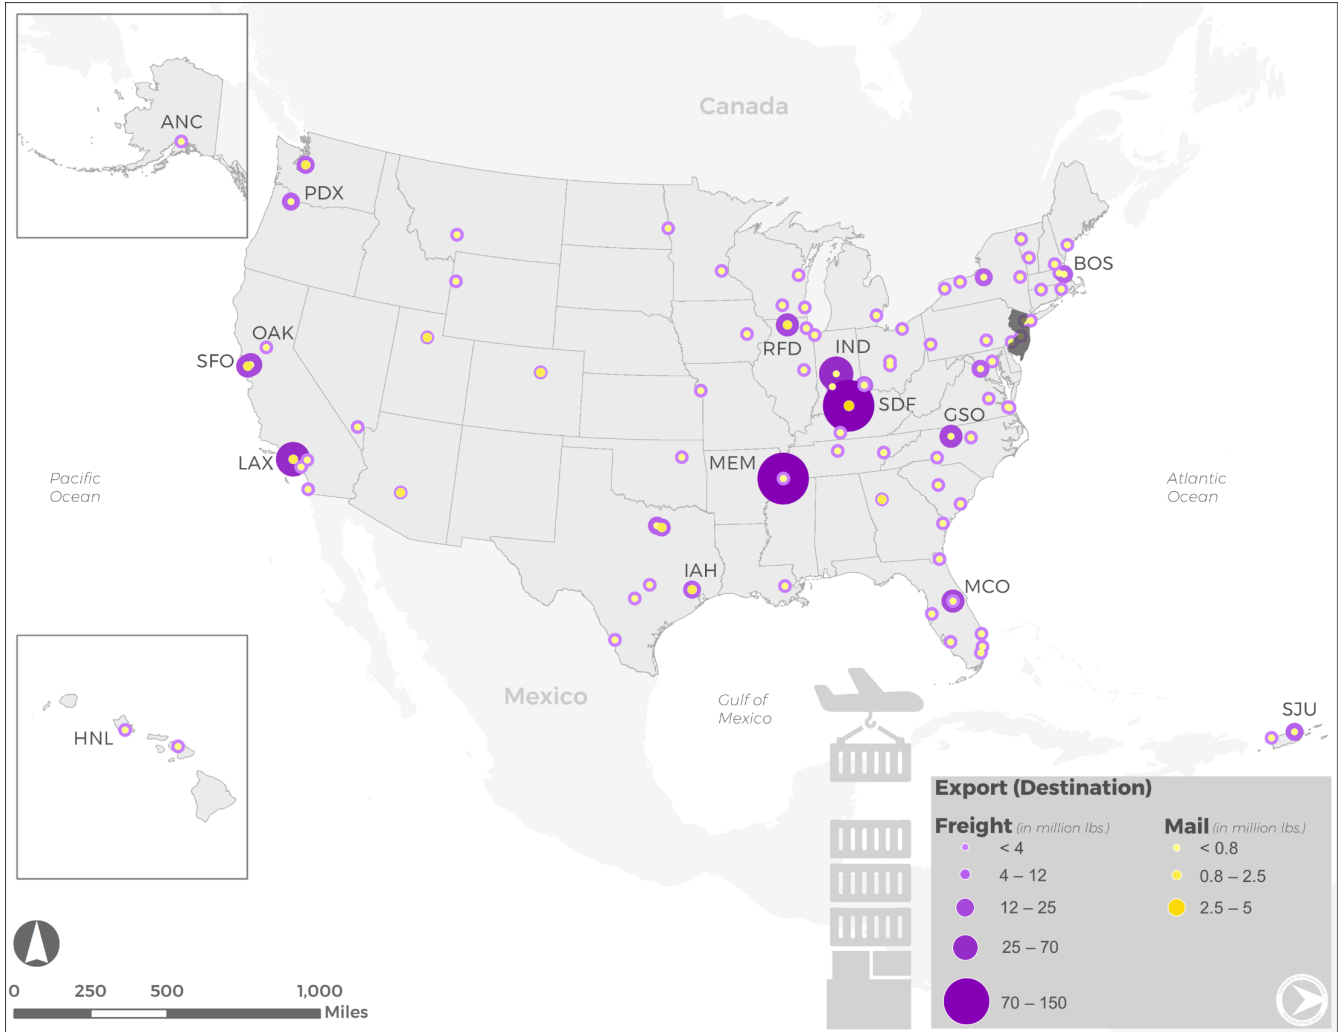 Canada
ANC
PDX
BOS
OAK
SFO
RFD
IND
SDF
GSO
LAX
MEM
Pacific
Ocean
Atlantic
Ocean
IAH
MCO
Mexico
Gulf of
Mexico
HNL
SJU
Export (Destination)
Freight (in million lbs.)
< 4
4 – 12
12 – 25
25 – 70
70 – 150
Mail (in million lbs.)
< 0.8
0.8 – 2.5
2.5 – 5
0 250 500 1,000
Miles